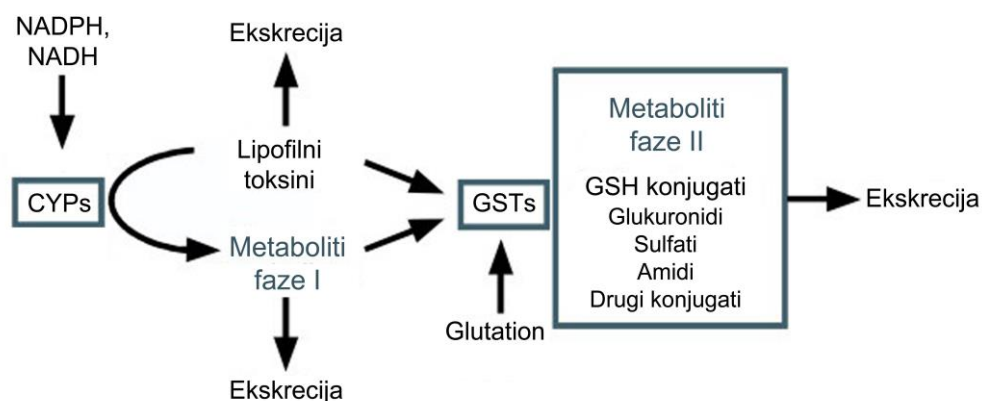 NADPH,
NADH
CYPs
Ekskrecija
Lipofilni
toksini
Metaboliti
faze I
Ekskrecija
GSTs
Glutation
Metaboliti
faze II
GSH konjugati
Glukuronidi
Sulfati
Amidi
Drugi konjugati
Ekskrecija